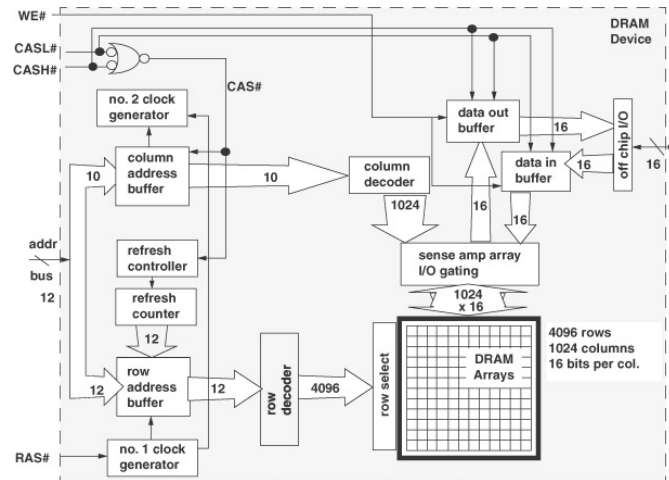 WE#
DRAM
Device
CASL#
CASH#
CAS#
no. 2 clock
generator
data out
buffer
16
off chip I/O
16
column
address
buffer
10
10
column
decoder
data in
buffer
16
1024
16
16
addr
bus
12
refresh
controller
sense amp array
I/O gating
refresh
counter
1024
x 16
12
4096 rows
1024 columns
16 bits per col.
DRAM
Arrays
row
address
buffer
12
12
row
decoder
4096
row select
RAS#
no. 1 clock
generator